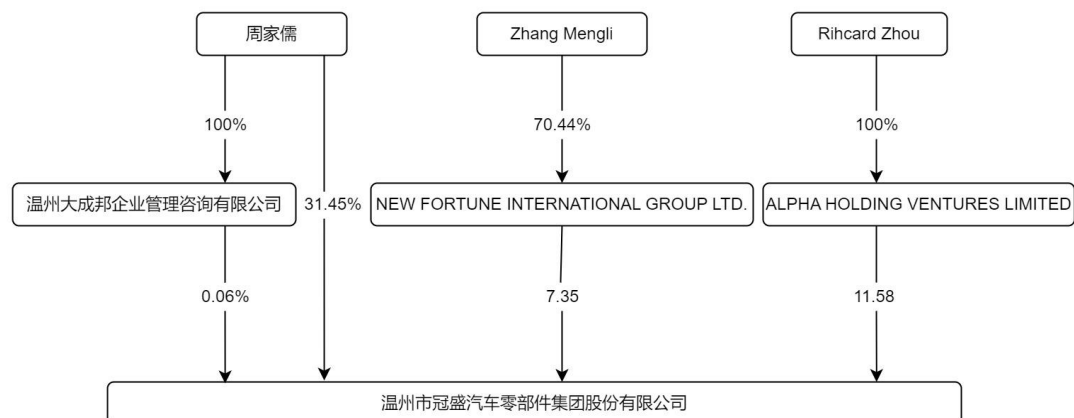 周家儒
Zhang Mengli
Rihcard Zhou
100%
70.44%
100%
温州大成邦企业管理咨询有限公司
31.45%
NEW FORTUNE INTERNATIONAL GROUP LTD.
ALPHA HOLDING VENTURES LIMITED
0.06%
7.35
11.58
温州市冠盛汽车零部件集团股份有限公司